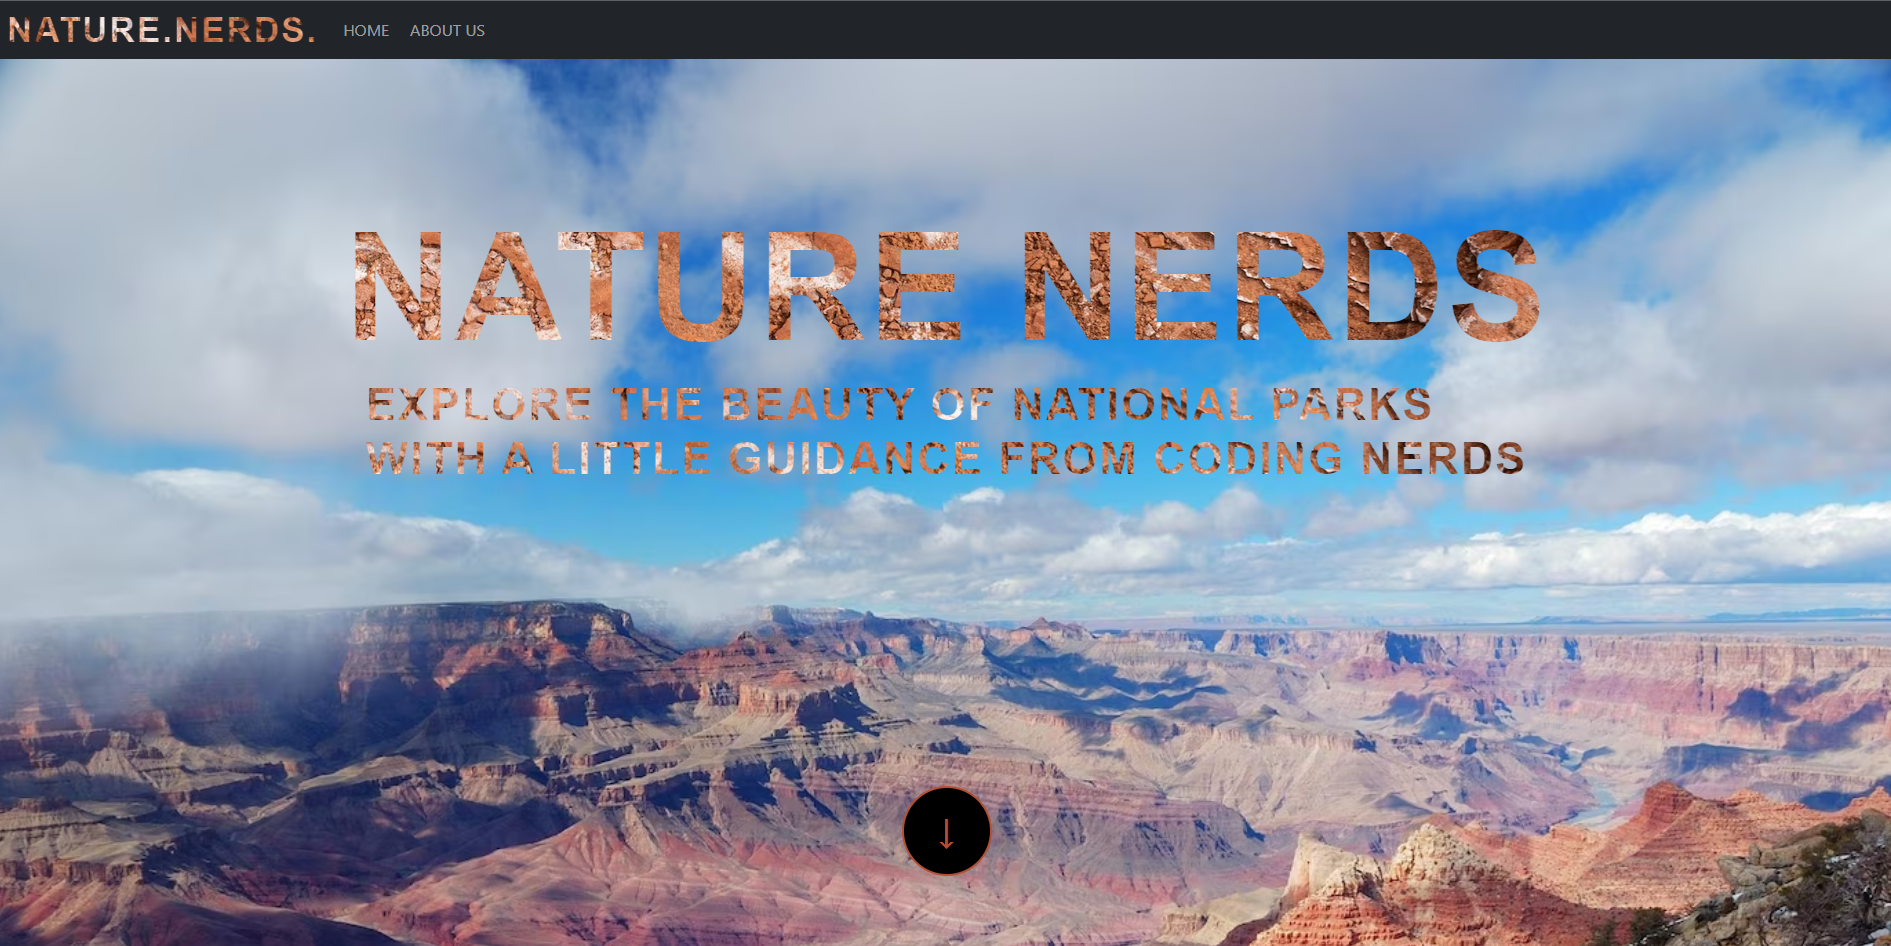 NATURE.NERDS.
HOME
ABOUT US
NATURE NERDS
EXPLORE THE BEAUTY OF NATIONAL PARKS
WITH A LITTLE GUIDANCE FROM CODING NERDS
↓